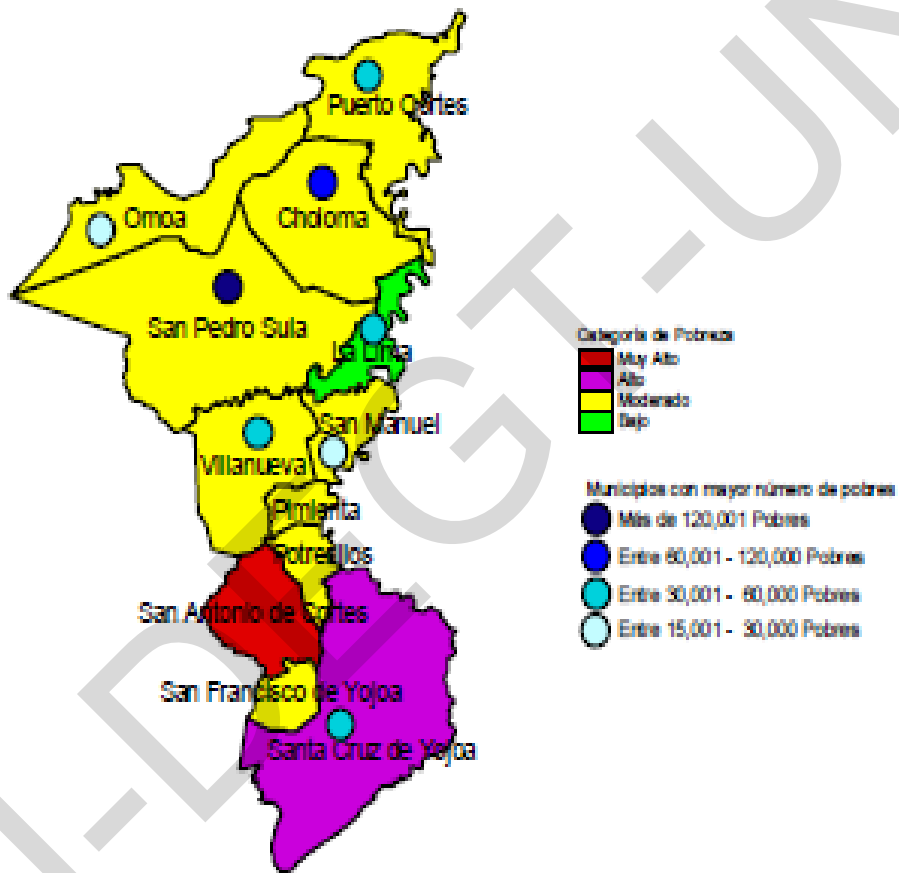 Puerto Cortes
Omoa
Choloma
San Pedro Sula
La Lima
San Manuel
Villanueva
Pimienta
Potrerillos
San Antonio de Cortes
San Francisco de Yojoa
Santa Cruz de Yojoa
Categoría de Pobreza
Muy Alto
Alto
Moderado
Bajo
Municipios con mayor número de pobres
Más de 120,001 Pobres
Entre 60,001 - 120,000 Pobres
Entre 30,001 - 60,000 Pobres
Entre 15,001 - 30,000 Pobres